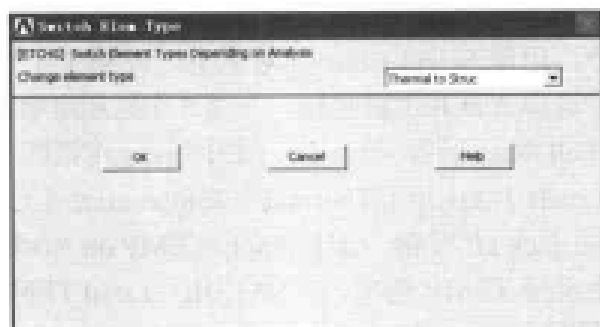 Switch Elem Type
[ETCHG] Switch Element Types Depending on Analysis
Change element type
Thermal to Struc
OK
Cancel
Help